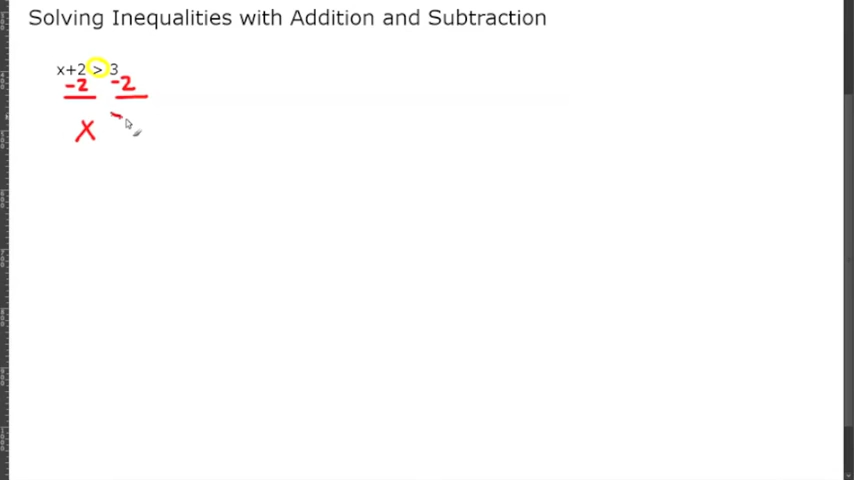 Solving Inequalities with Addition and Subtraction
x+2 > 3
-2 -2
x